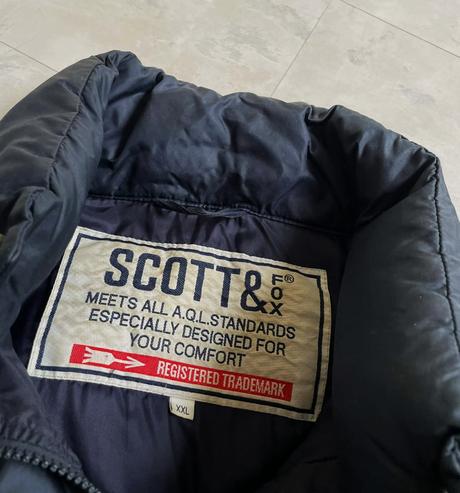 SCOTT& FOX®
MEETS ALL A.Q.L.STANDARDS
ESPECIALLY DESIGNED FOR
YOUR COMFORT
REGISTERED TRADEMARK
XXL